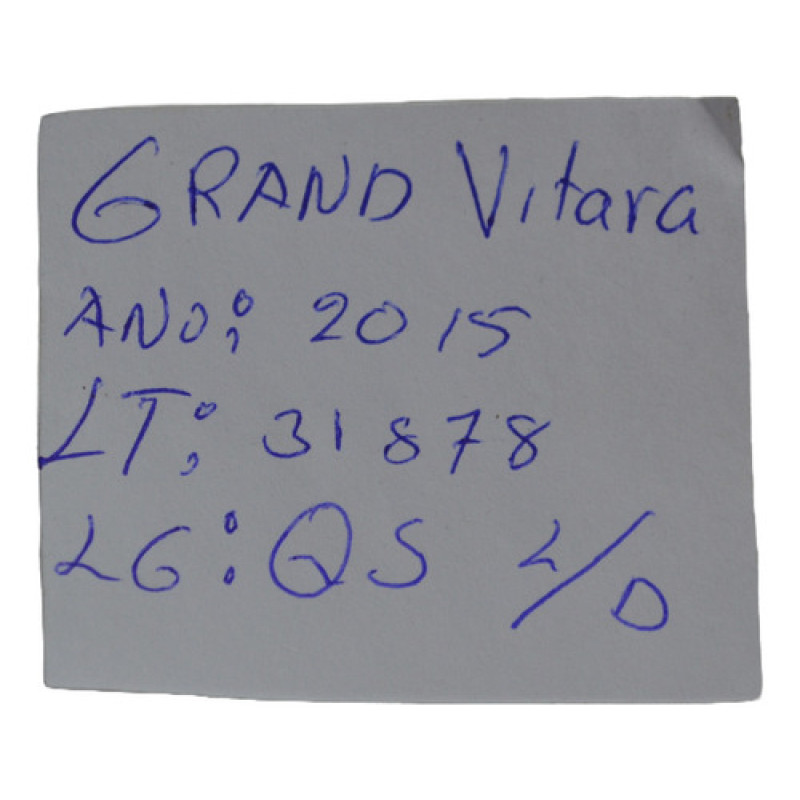 GRAND Vitara
ANO: 2015
LT: 31878
LG: QS L/D